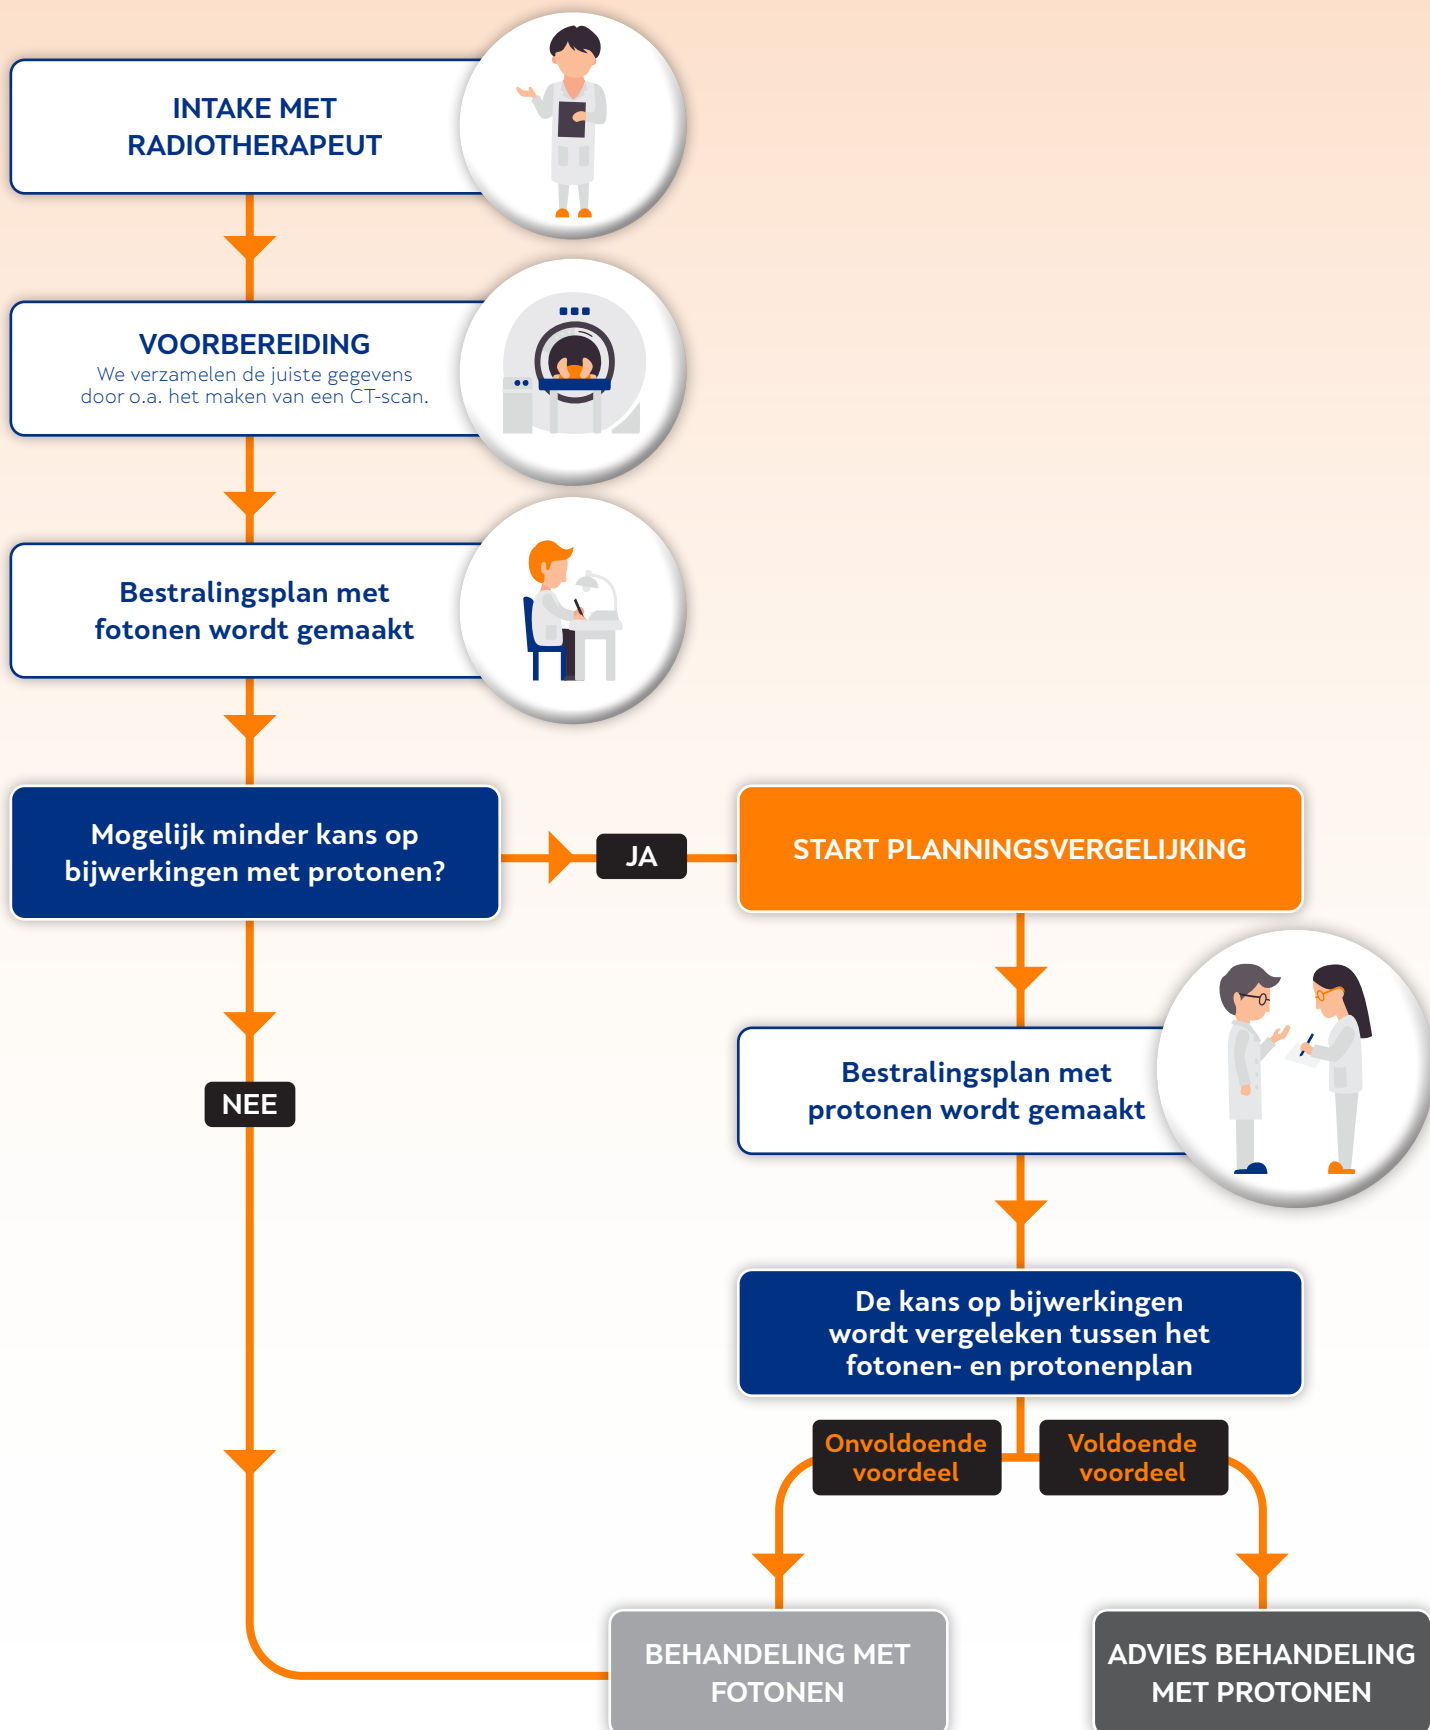 INTAKE MET
RADIOTHERAPEUT
VOORBEREIDING
We verzamelen de juiste gegevens
door o.a. het maken van een CT-scan.
Bestralingsplan met
fotonen wordt gemaakt
Mogelijk minder kans op
bijwerkingen met protonen?
JA
START PLANNINGSVERGELIJKING
NEE
Bestralingsplan met
protonen wordt gemaakt
De kans op bijwerkingen
wordt vergeleken tussen het
fotonen- en protonenplan
Onvoldoende
voordeel
Voldoende
voordeel
BEHANDELING MET
FOTONEN
ADVIES BEHANDELING
MET PROTONEN